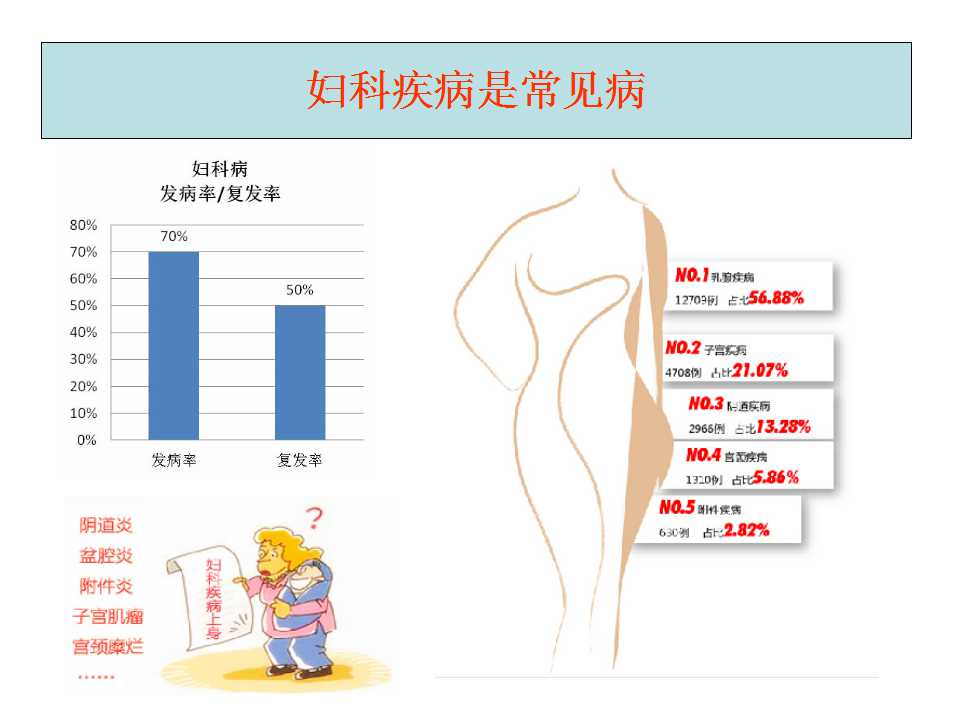 妇科疾病是常见病
妇科病
发病率/复发率
80%
70%
60%
50%
40%
30%
20%
10%
0%
70%
50%
发病率
复发率
阴道炎
盆腔炎
附件炎
子宫肌瘤
宫颈糜烂
……
?
妇科疾病上身
NO.1 乳腺疾病
12709例 占比56.88%
NO.2 子宫疾病
4708例 占比21.07%
NO.3 阴道疾病
2966例 占比13.28%
NO.4 宫颈疾病
1310例 占比5.86%
NO.5 附件疾病
630例 占比2.82%